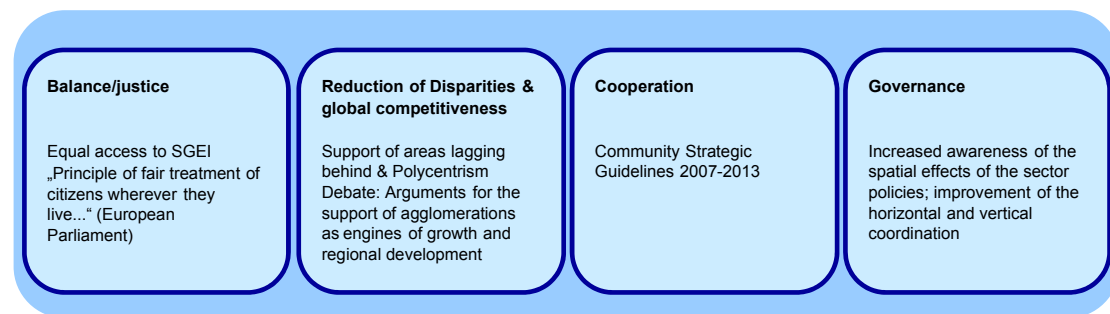 Balance/justice
Equal access to SGEI
„Principle of fair treatment of
citizens wherever they
live...“ (European
Parliament)
Reduction of Disparities &
global competitiveness
Support of areas lagging
behind & Polycentrism
Debate: Arguments for the
support of agglomerations
as engines of growth and
regional development
Cooperation
Community Strategic
Guidelines 2007-2013
Governance
Increased awareness of the
spatial effects of the sector
policies; improvement of the
horizontal and vertical
coordination